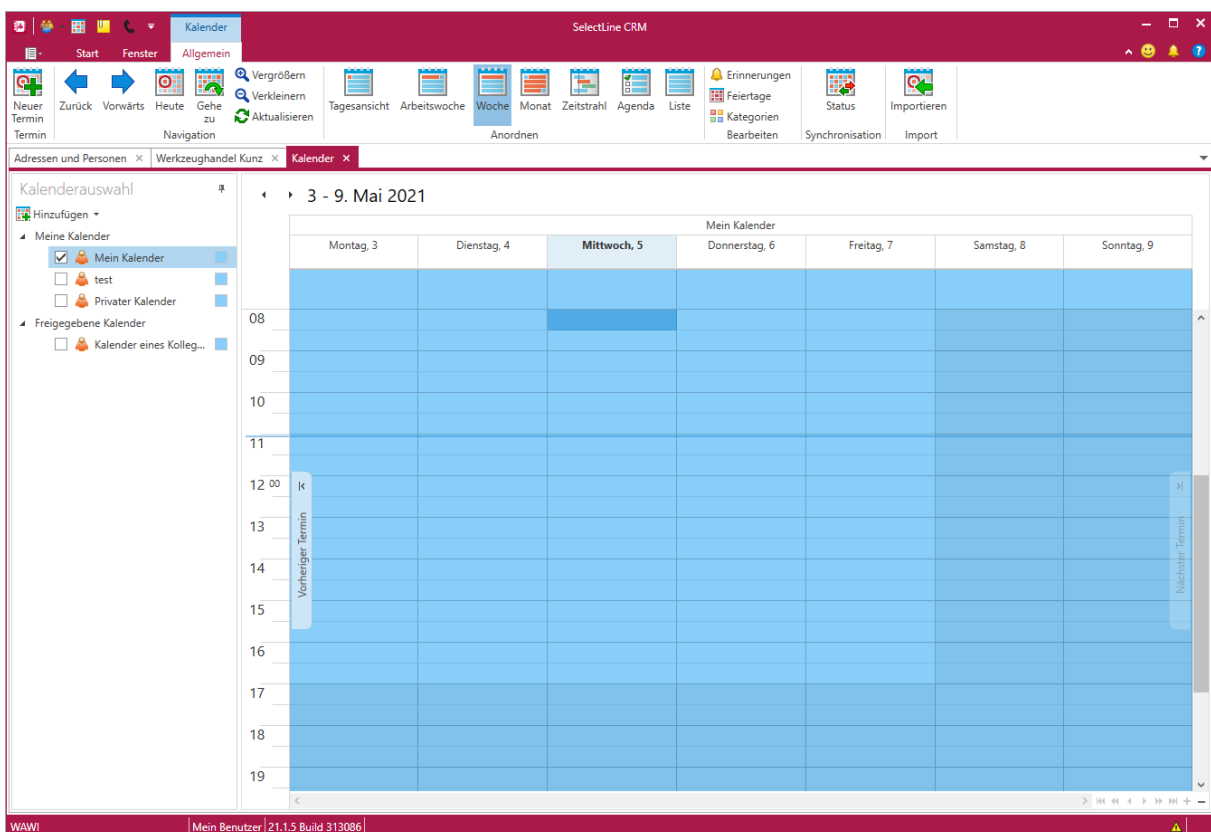 Kalender
SelectLine CRM
Start Fenster Allgemein
Neuer Termin
Zurück Vorwärts Heute Gehe zu
Vergrößern
Verkleinern
Aktualisieren
Tagesansicht Arbeitswoche Woche Monat Zeitstrahl Agenda Liste
Erinnerungen
Feiertage
Kategorien
Status
Importieren
Termin Navigation Anordnen Bearbeiten Synchronisation Import
Adressen und Personen Werkzeughandel Kunz Kalender
Kalenderauswahl
Hinzufügen
Meine Kalender
Mein Kalender
test
Privater Kalender
Freigegebene Kalender
Kalender eines Kolleg...
3 - 9. Mai 2021
Mein Kalender
Montag, 3 Dienstag, 4 Mittwoch, 5 Donnerstag, 6 Freitag, 7 Samstag, 8 Sonntag, 9
08
09
10
11
12 00
13
14
15
16
17
18
19
Vorheriger Termin
Nächster Termin
WAWI Mein Benutzer 21.1.5 Build 313086